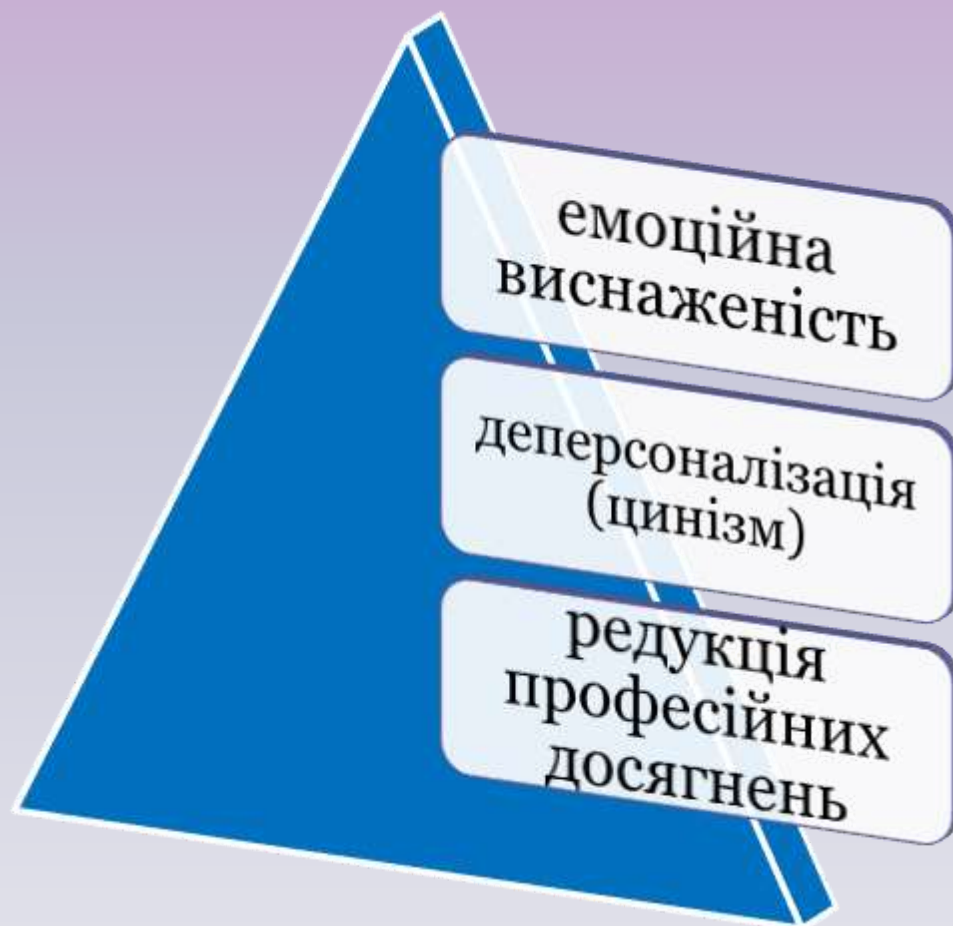 емоційна
виснаженість
деперсоналізація
(цинізм)
редукція
професійних
досягнень